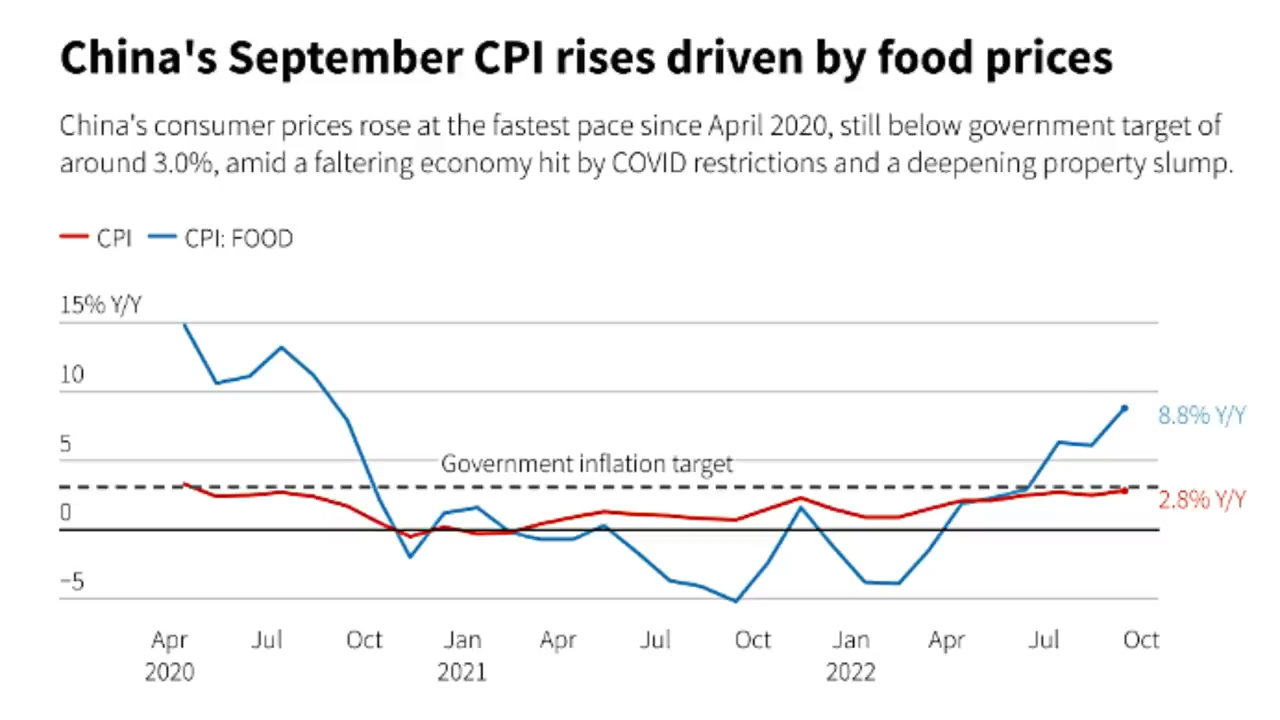 China's September CPI rises driven by food prices
China's consumer prices rose at the fastest pace since April 2020, still below government target of
around 3.0%, amid a faltering economy hit by COVID restrictions and a deepening property slump.
CPI CPI: FOOD
15% Y/Y
10
8.8% Y/Y
5
Government inflation target
2.8% Y/Y
0
−5
Apr Jul Oct Jan Apr Jul Oct Jan Apr Jul Oct
2020 2021 2022